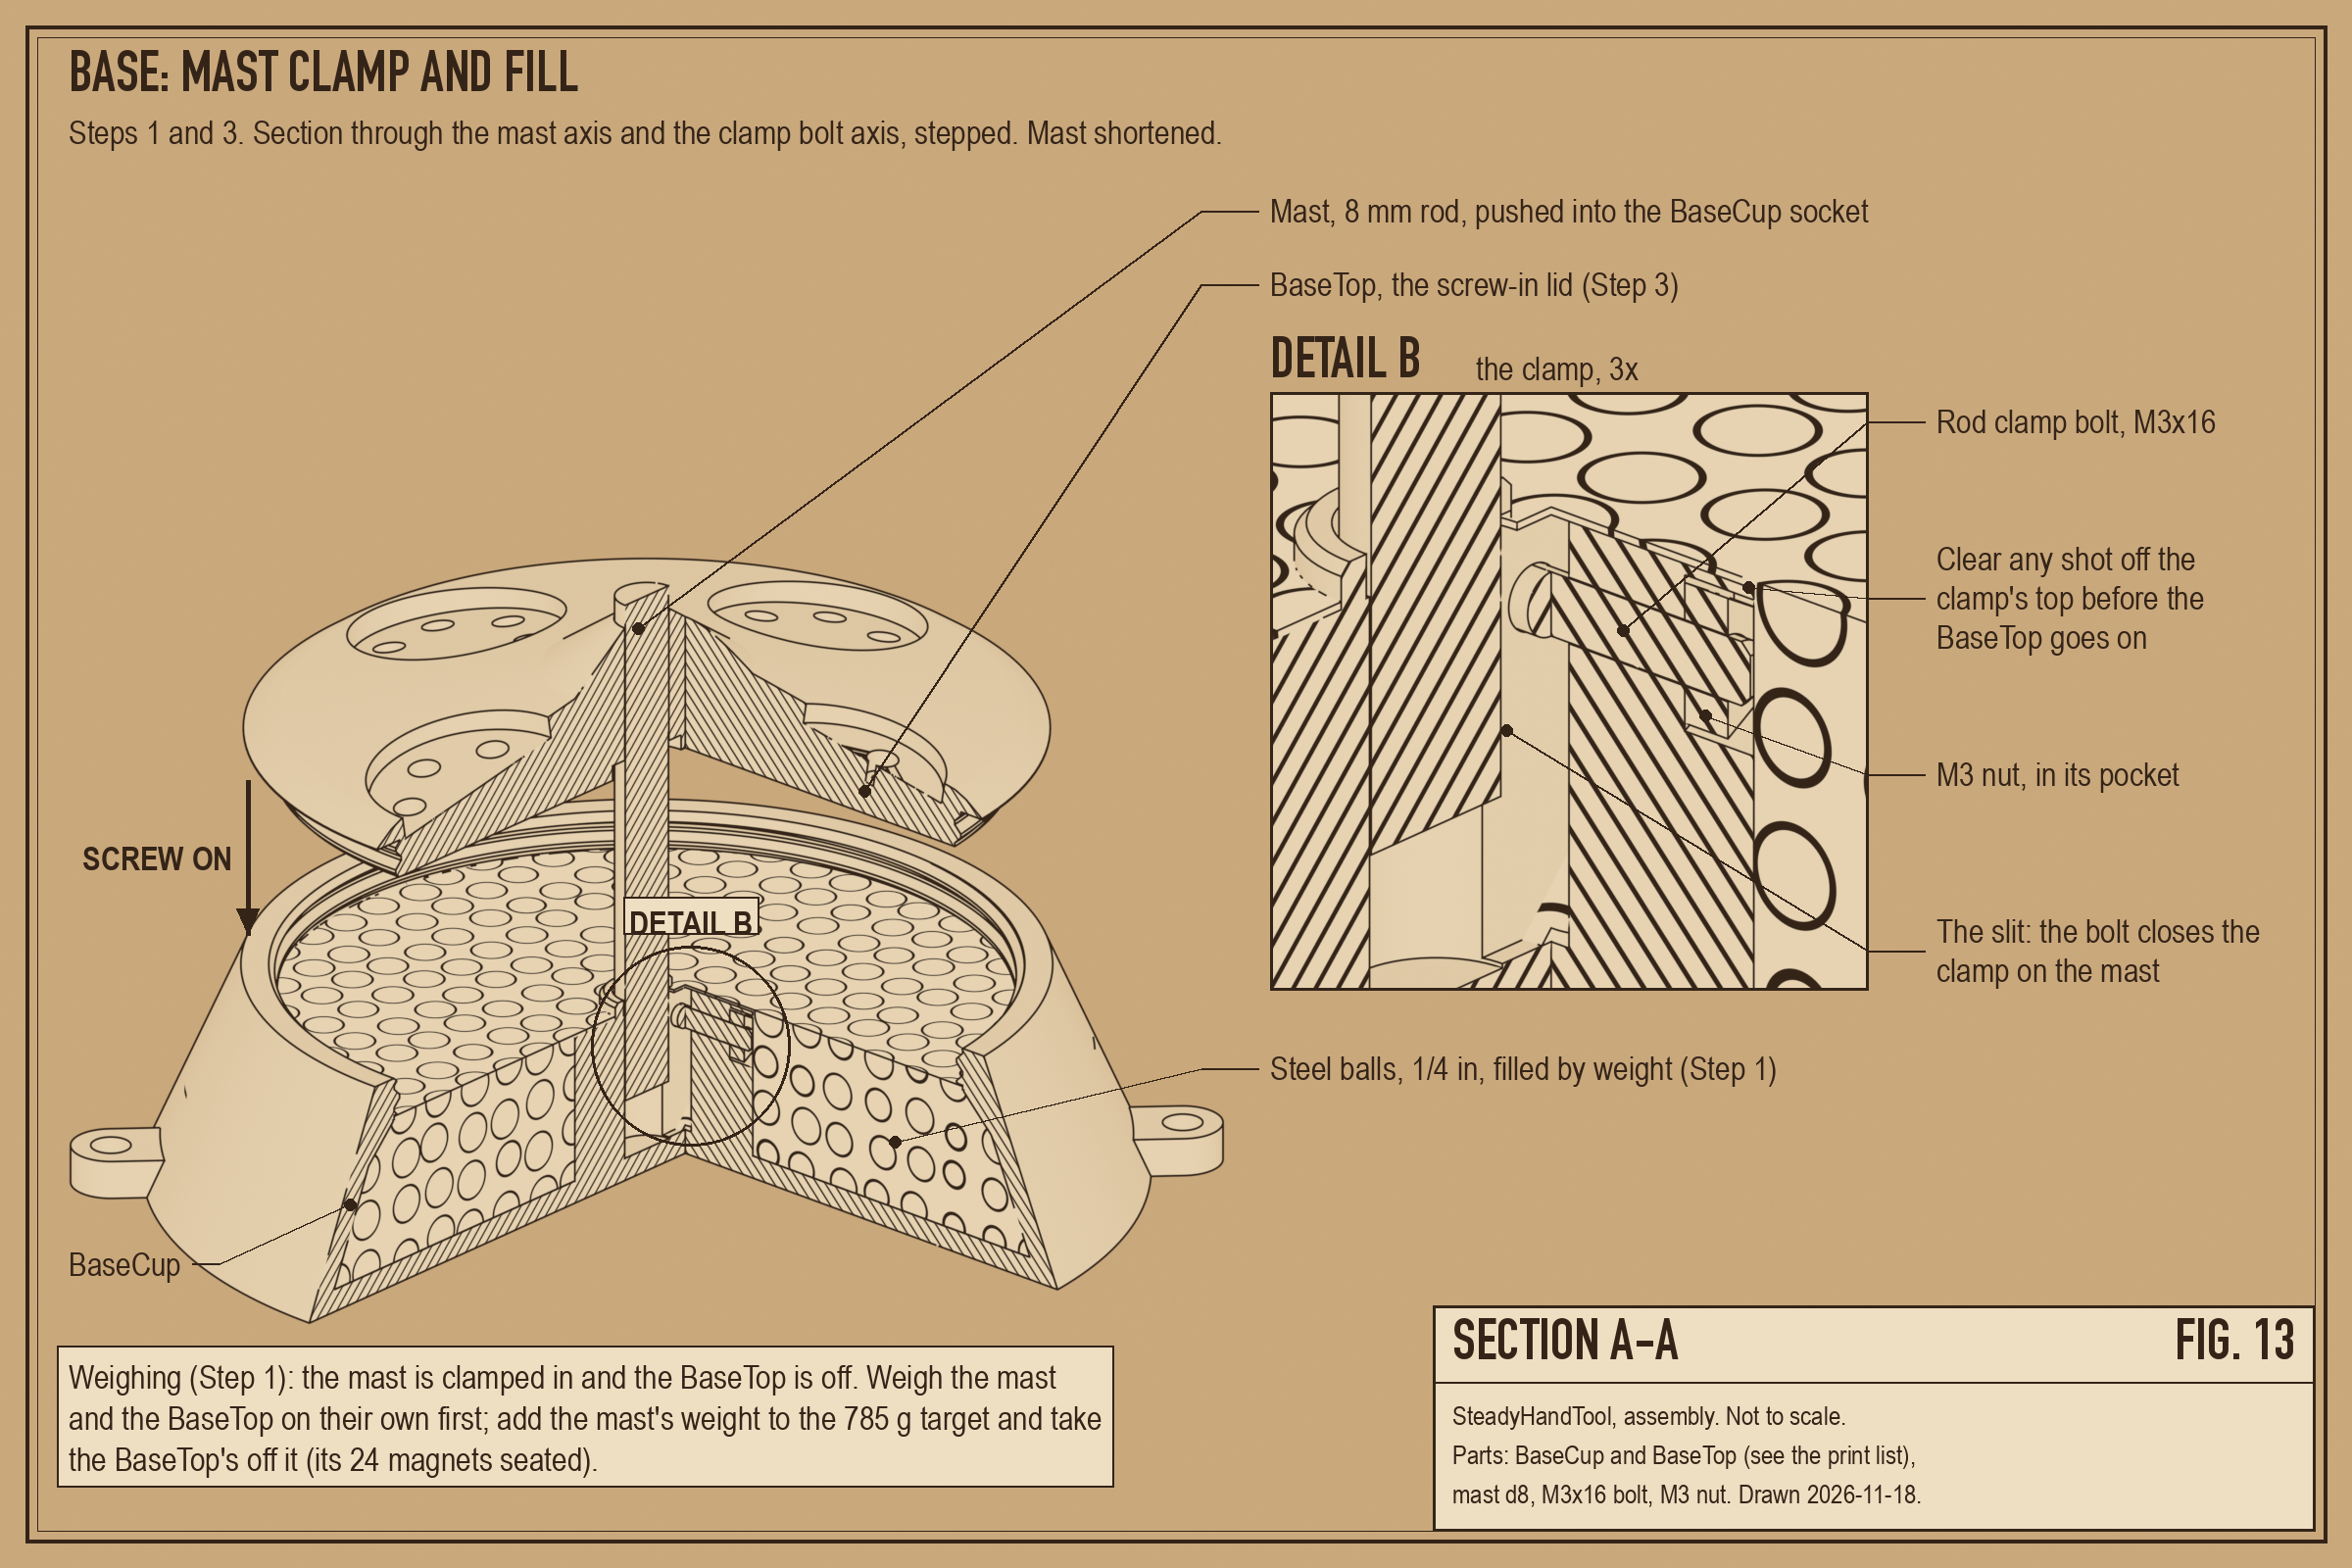 BASE: MAST CLAMP AND FILL
Steps 1 and 3. Section through the mast axis and the clamp bolt axis, stepped. Mast shortened.
Mast, 8 mm rod, pushed into the BaseCup socket
BaseTop, the screw-in lid (Step 3)
DETAIL B
the clamp, 3x
Rod clamp bolt, M3x16
Clear any shot off the
clamp's top before the
BaseTop goes on
M3 nut, in its pocket
The slit: the bolt closes the
clamp on the mast
SCREW ON
DETAIL B
Steel balls, 1/4 in, filled by weight (Step 1)
BaseCup
Weighing (Step 1): the mast is clamped in and the BaseTop is off. Weigh the mast
and the BaseTop on their own first; add the mast's weight to the 785 g target and take
the BaseTop's off it (its 24 magnets seated).
SECTION A-A
FIG. 13
SteadyHandTool, assembly. Not to scale.
Parts: BaseCup and BaseTop (see the print list),
mast d8, M3x16 bolt, M3 nut. Drawn 2026-11-18.